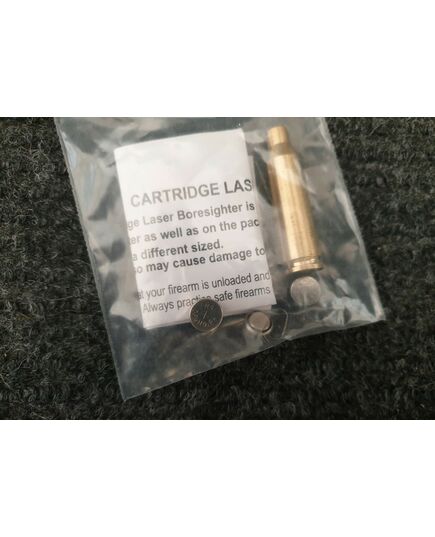 CARTRIDGE LAS
ge Laser Boresighter is
er as well as on the pac
a different sized.
so may cause damage to
at your firearm is unloaded and
Always practice safe firearms